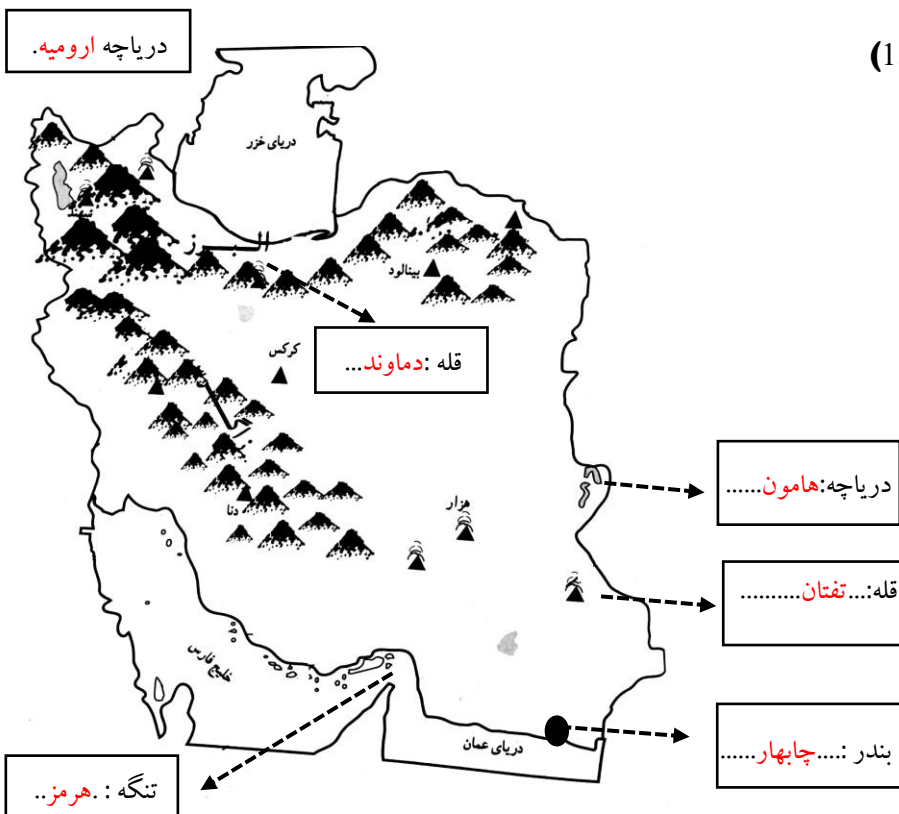 1)
دریاچه ارومیه.
دریای خزر
البـــرز
بینالود
قله :دماوند...
کرکس
دریاچه:هامون......
هزار
دنا
قله:...تفتان..........
خلیج فارس
دریای عمان
بندر :....چابهار......
تنگه : .هرمز..